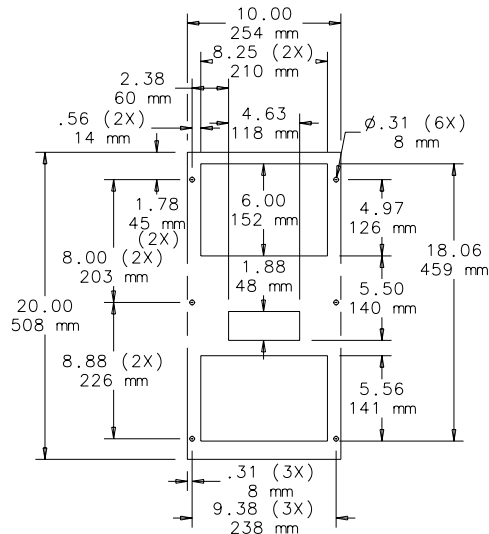 10.00
254 mm
8.25 (2X)
210 mm
2.38
60 mm
.56 (2X)
14 mm
4.63
118 mm
Ø.31 (6X)
8 mm
1.78
45 mm
(2X)
6.00
152 mm
4.97
126 mm
8.00 (2X)
203 mm
1.88
48 mm
18.06
459 mm
20.00
508 mm
5.50
140 mm
8.88 (2X)
226 mm
5.56
141 mm
.31 (3X)
8 mm
9.38 (3X)
238 mm